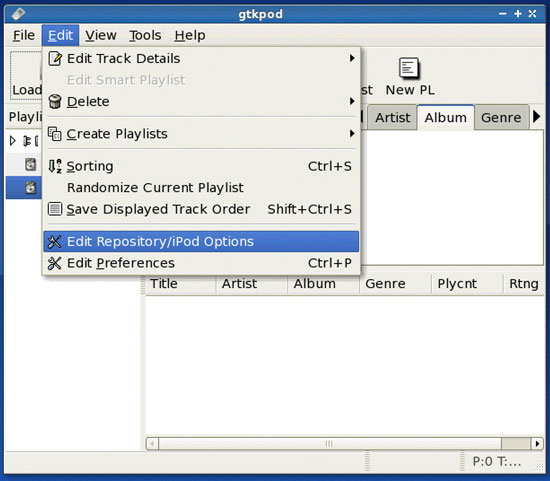 gtkpod
File Edit View Tools Help
Load
st New PL
Playli
Artist Album Genre
Edit Track Details
Edit Smart Playlist
Delete
Create Playlists
Sorting Ctrl+S
Randomize Current Playlist
Save Displayed Track Order Shift+Ctrl+S
Edit Repository/iPod Options
Edit Preferences Ctrl+P
Title Artist Album Genre Plycnt Rtng
P:0 T:...